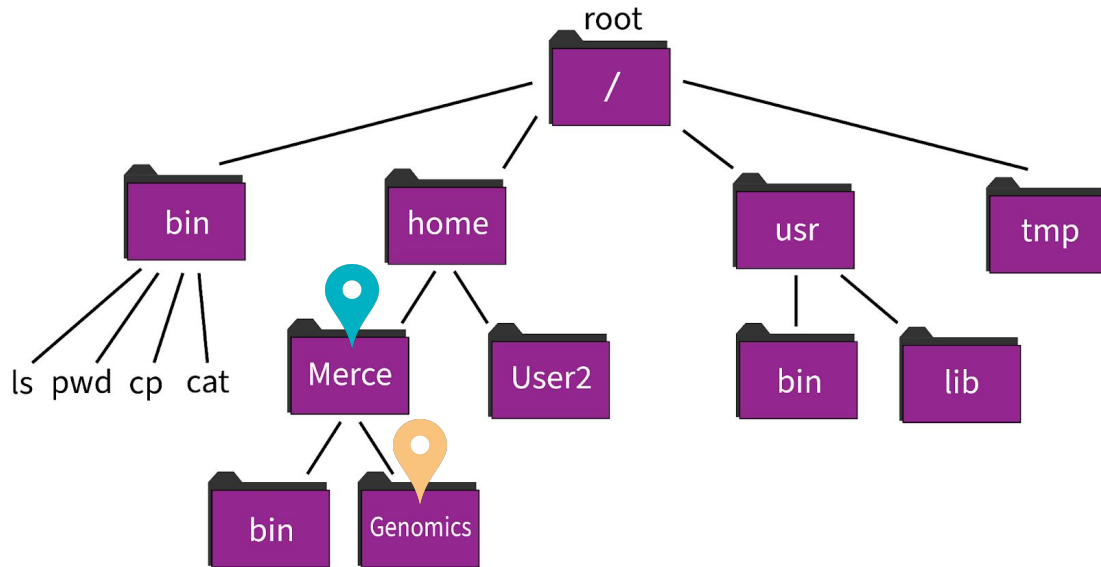 root
/
bin
home
usr
tmp
ls pwd cp cat
Merce
User2
bin
lib
bin
Genomics